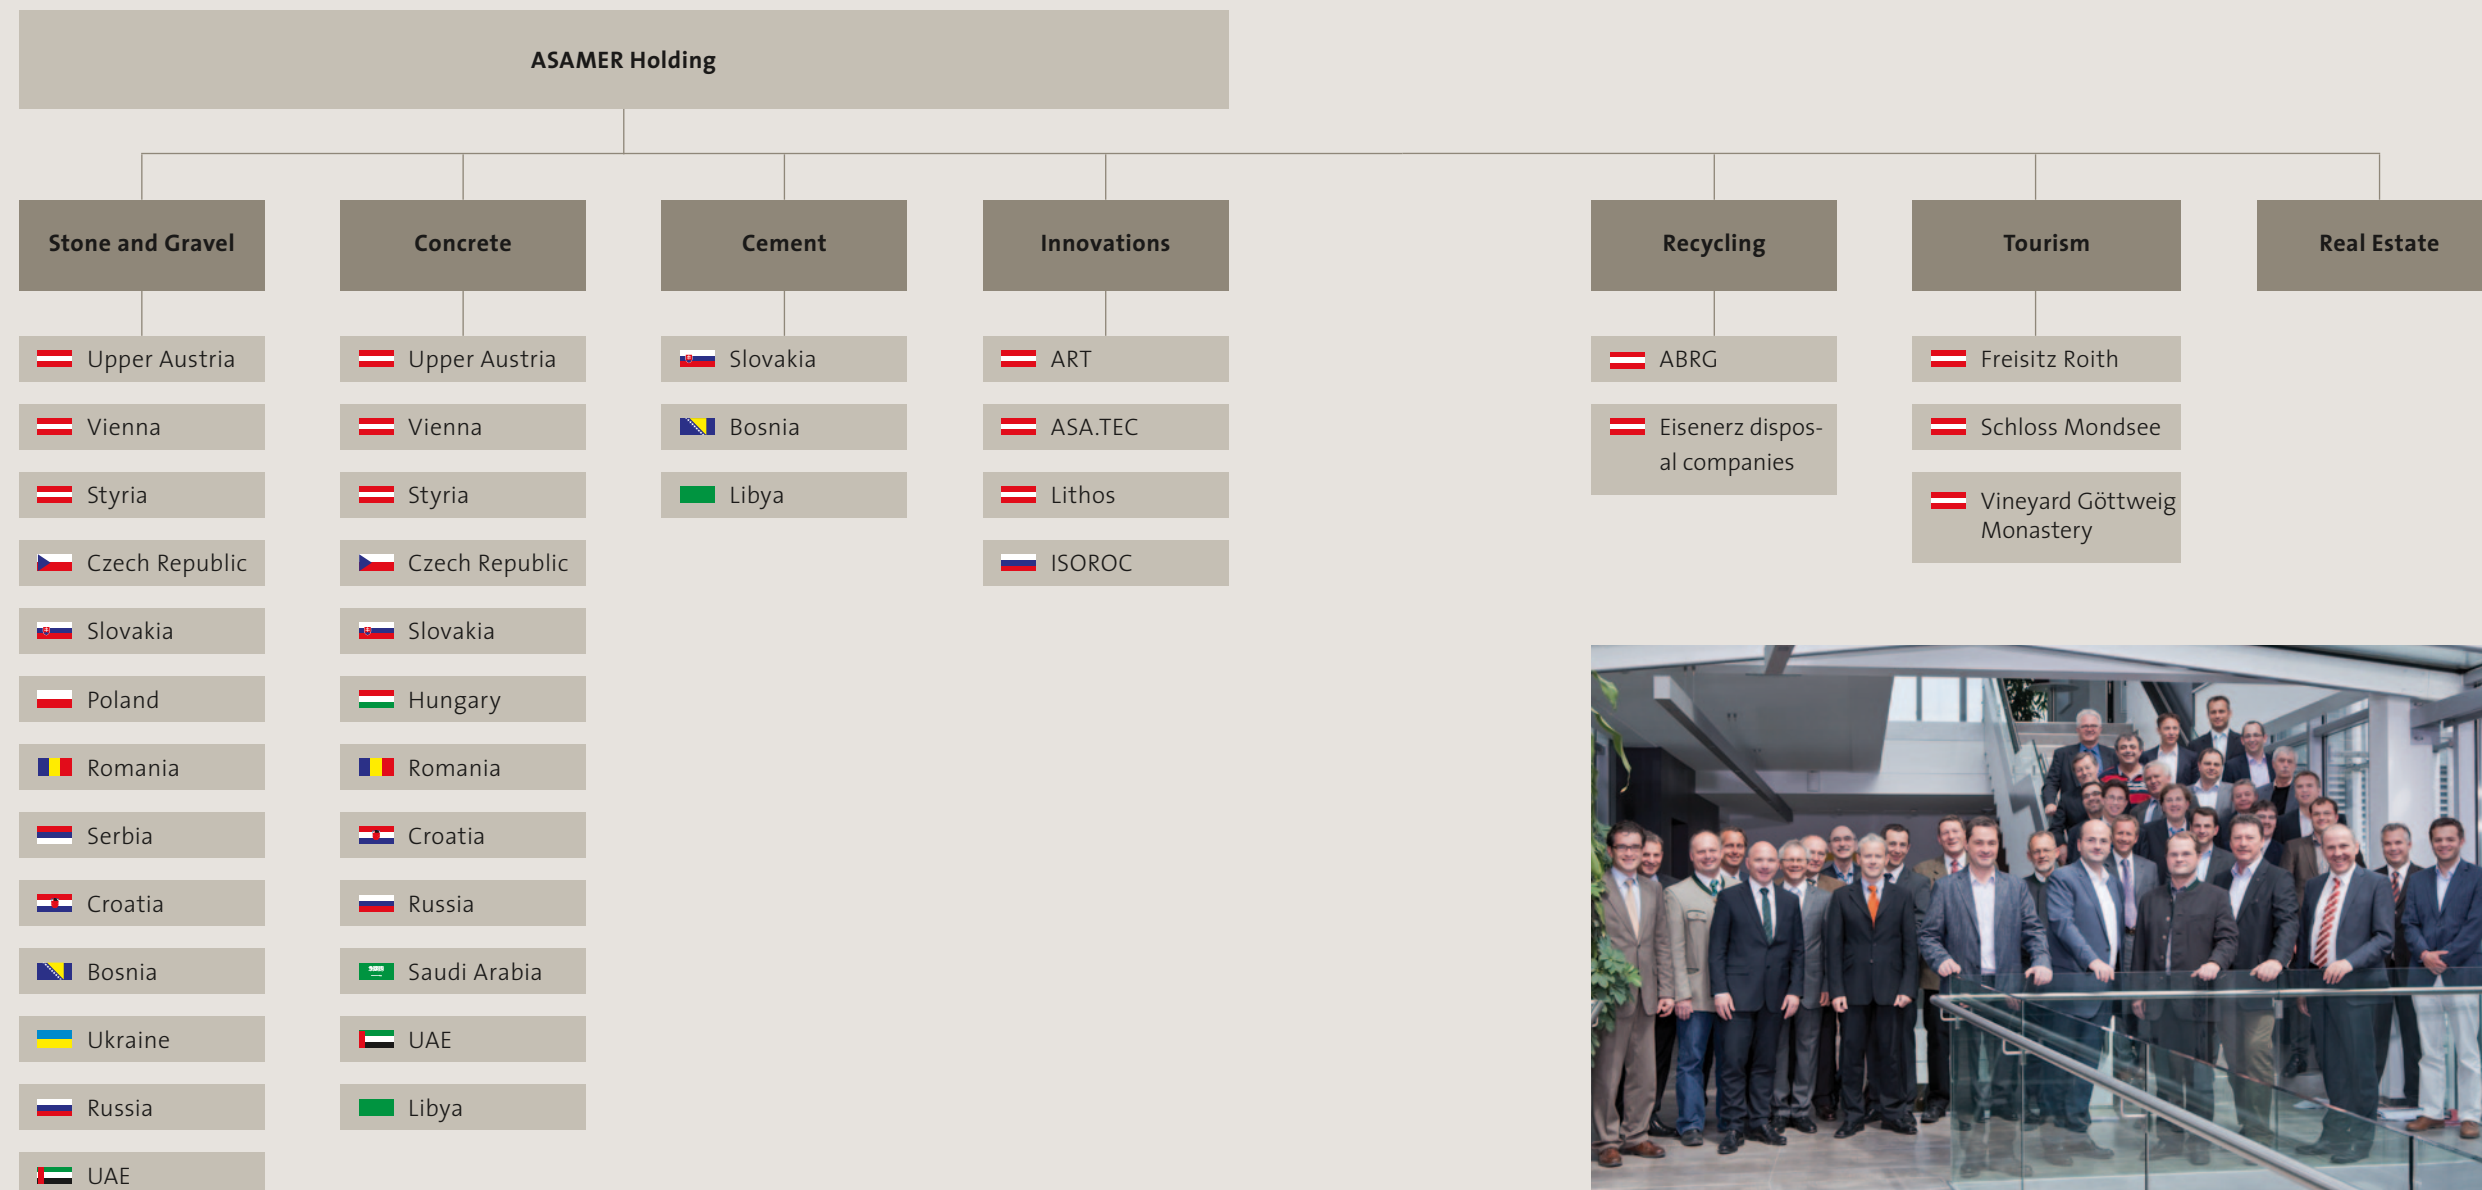 ASAMER Holding
Stone and Gravel
Upper Austria
Vienna
Styria
Czech Republic
Slovakia
Poland
Romania
Serbia
Croatia
Bosnia
Ukraine
Russia
UAE
Concrete
Upper Austria
Vienna
Styria
Czech Republic
Slovakia
Hungary
Romania
Croatia
Russia
Saudi Arabia
UAE
Libya
Cement
Slovakia
Bosnia
Libya
Innovations
ART
ASA.TEC
Lithos
ISOROC
Recycling
ABRG
Eisenerz dispos-
al companies
Tourism
Freisitz Roith
Schloss Mondsee
Vineyard Göttweig
Monastery
Real Estate